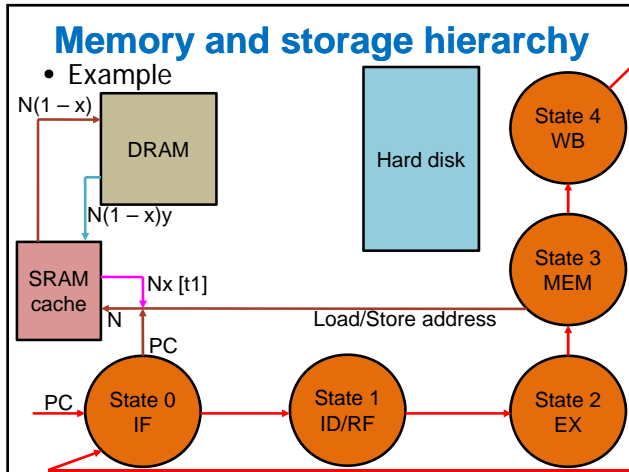 Memory and storage hierarchy
• Example
N(1 – x)
DRAM
Hard disk
State 4
WB
N(1 – x)y
SRAM
cache
Nx [t1]
State 3
MEM
N
Load/Store address
PC
PC
State 0
IF
State 1
ID/RF
State 2
EX